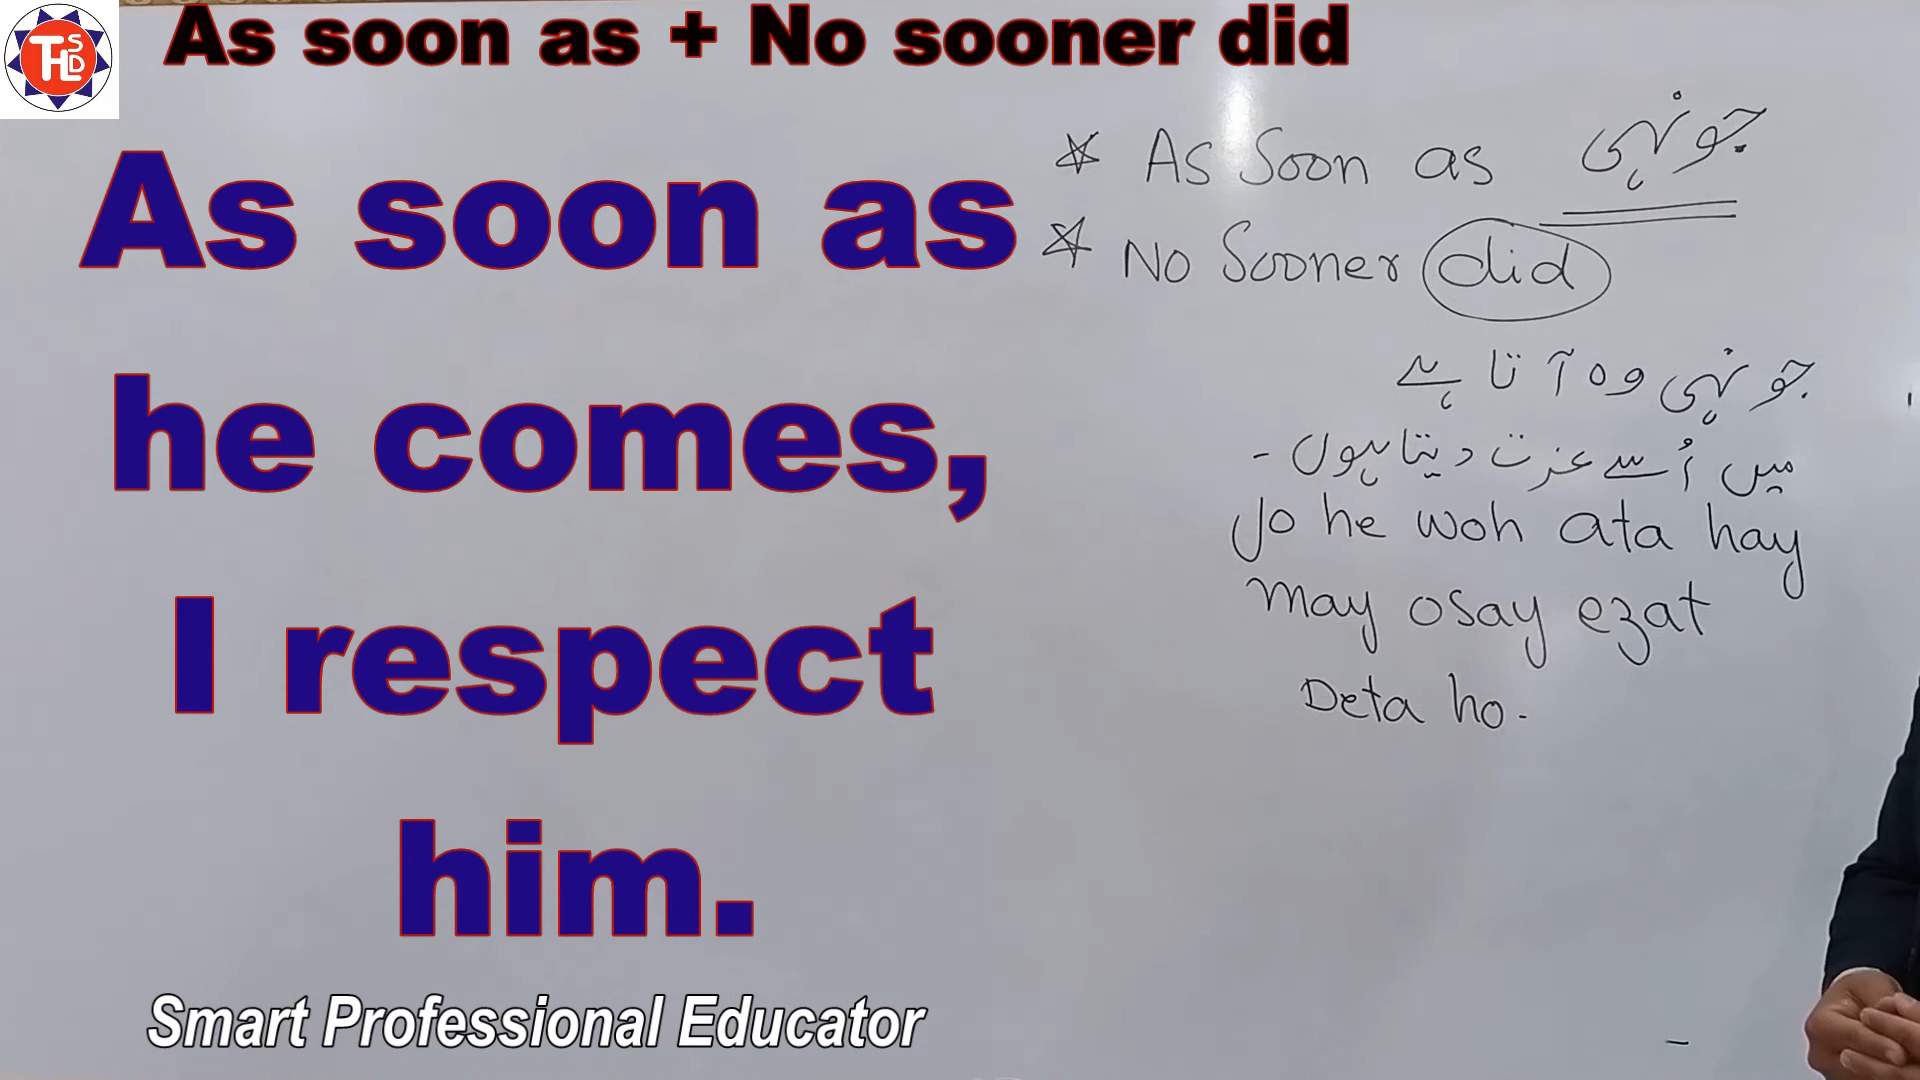 THSLD
As soon as + No sooner did
As soon as
he comes,
I respect
him.
Smart Professional Educator
* As Soon as جونہی
* No Sooner did
جونہی وہ آتا ہے
میں اُسے عزت دیتا ہوں -
Jo he woh ata hay
may osay ezat
Deta ho.